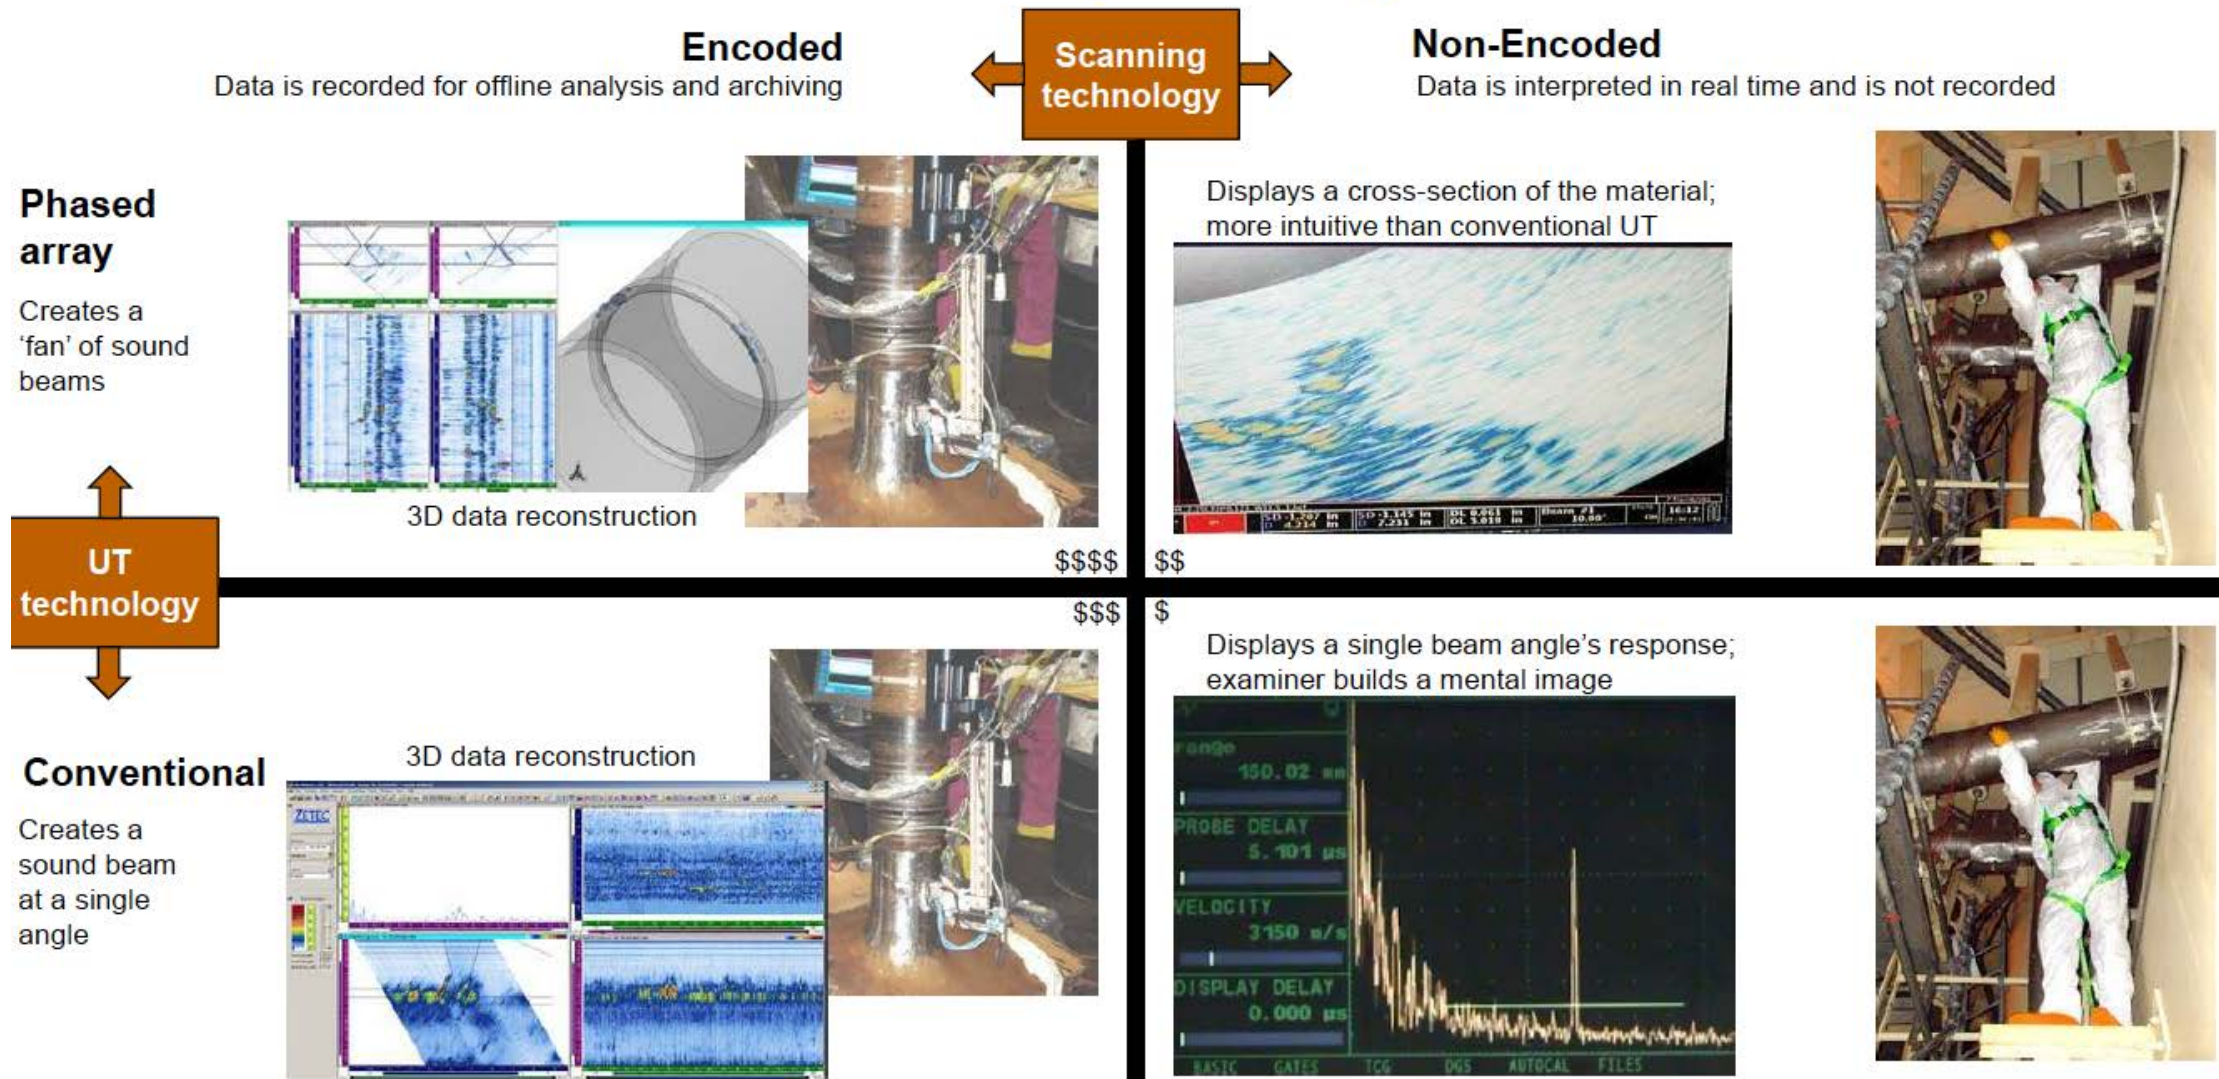 Encoded
Data is recorded for offline analysis and archiving
Scanning
technology
Non-Encoded
Data is interpreted in real time and is not recorded
Phased
array
Creates a
‘fan’ of sound
beams
3D data reconstruction
$$$$
Displays a cross-section of the material;
more intuitive than conventional UT
16:12
$$
UT
technology
$$$
$
Conventional
Creates a
sound beam
at a single
angle
3D data reconstruction
ZETEC
Displays a single beam angle’s response;
examiner builds a mental image
range
150.02 mm
PROBE DELAY
5.101 µs
VELOCITY
3150 m/s
DISPLAY DELAY
0.000 µs
BASIC GATES TCG DGS AUTOCAL FILES